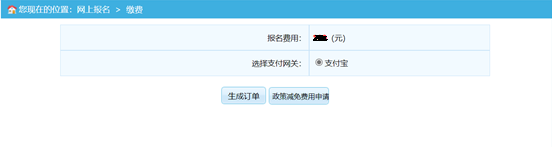 您现在的位置：网上报名 > 缴费
报名费用： (元)
选择支付网关： 支付宝
生成订单 政策减免费用申请